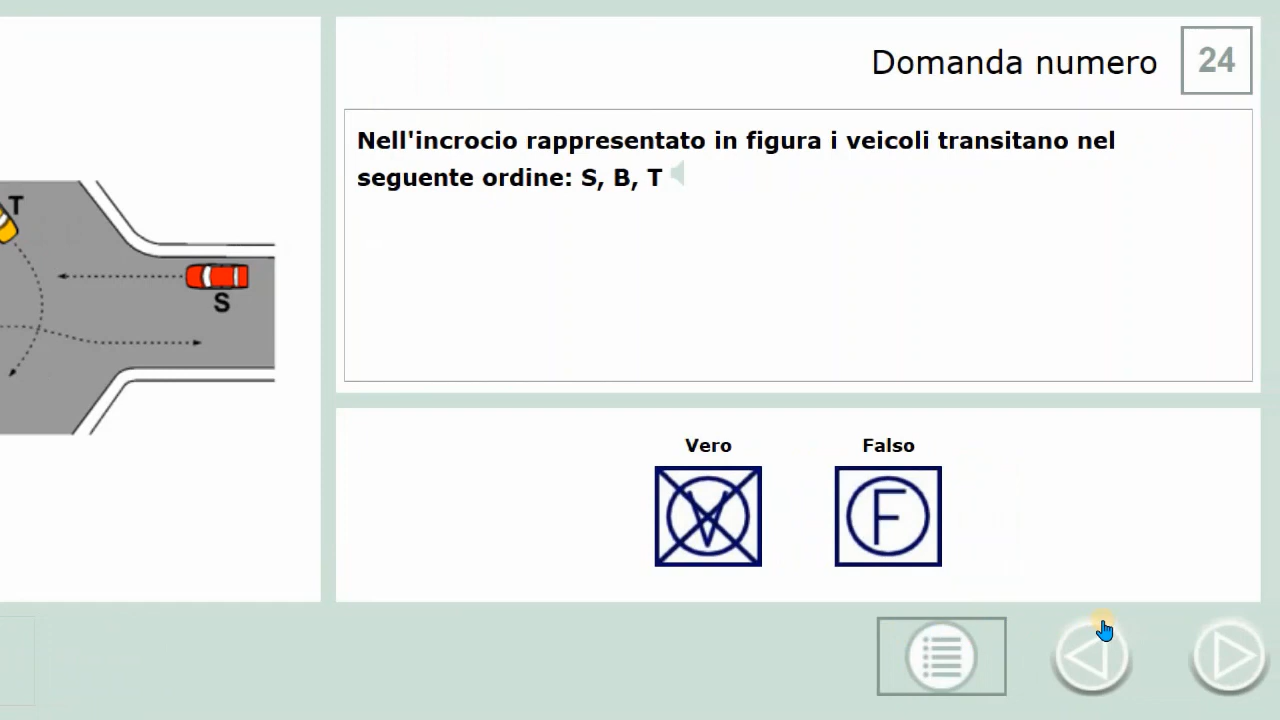 Domanda numero 24
Nell'incrocio rappresentato in figura i veicoli transitano nel
seguente ordine: S, B, T
T
S
Vero Falso
V F